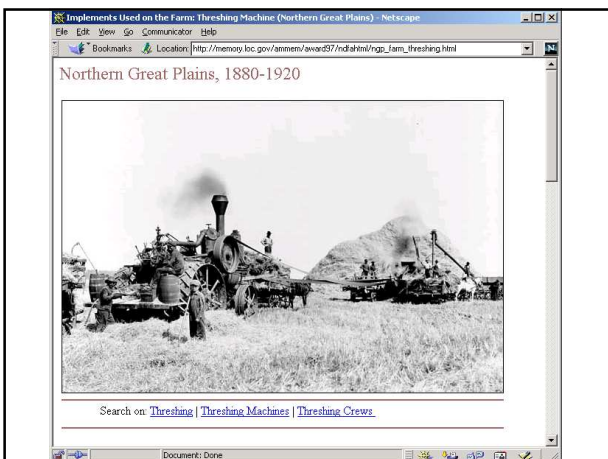 Implements Used on the Farm: Threshing Machine (Northern Great Plains) - Netscape
File Edit View Go Communicator Help
Bookmarks Location: http://memory.loc.gov/ammem/award97/ndfahtml/ngp_farm_threshing.html
N
Northern Great Plains, 1880-1920
Search on: Threshing | Threshing Machines | Threshing Crews
Document: Done